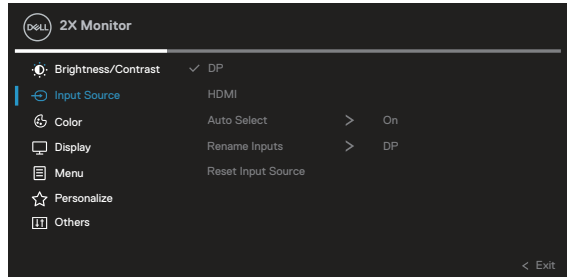 DELL 2X Monitor
Brightness/Contrast DP
Input Source HDMI
Color Auto Select > On
Display Rename Inputs > DP
Menu Reset Input Source
Personalize
Others
< Exit